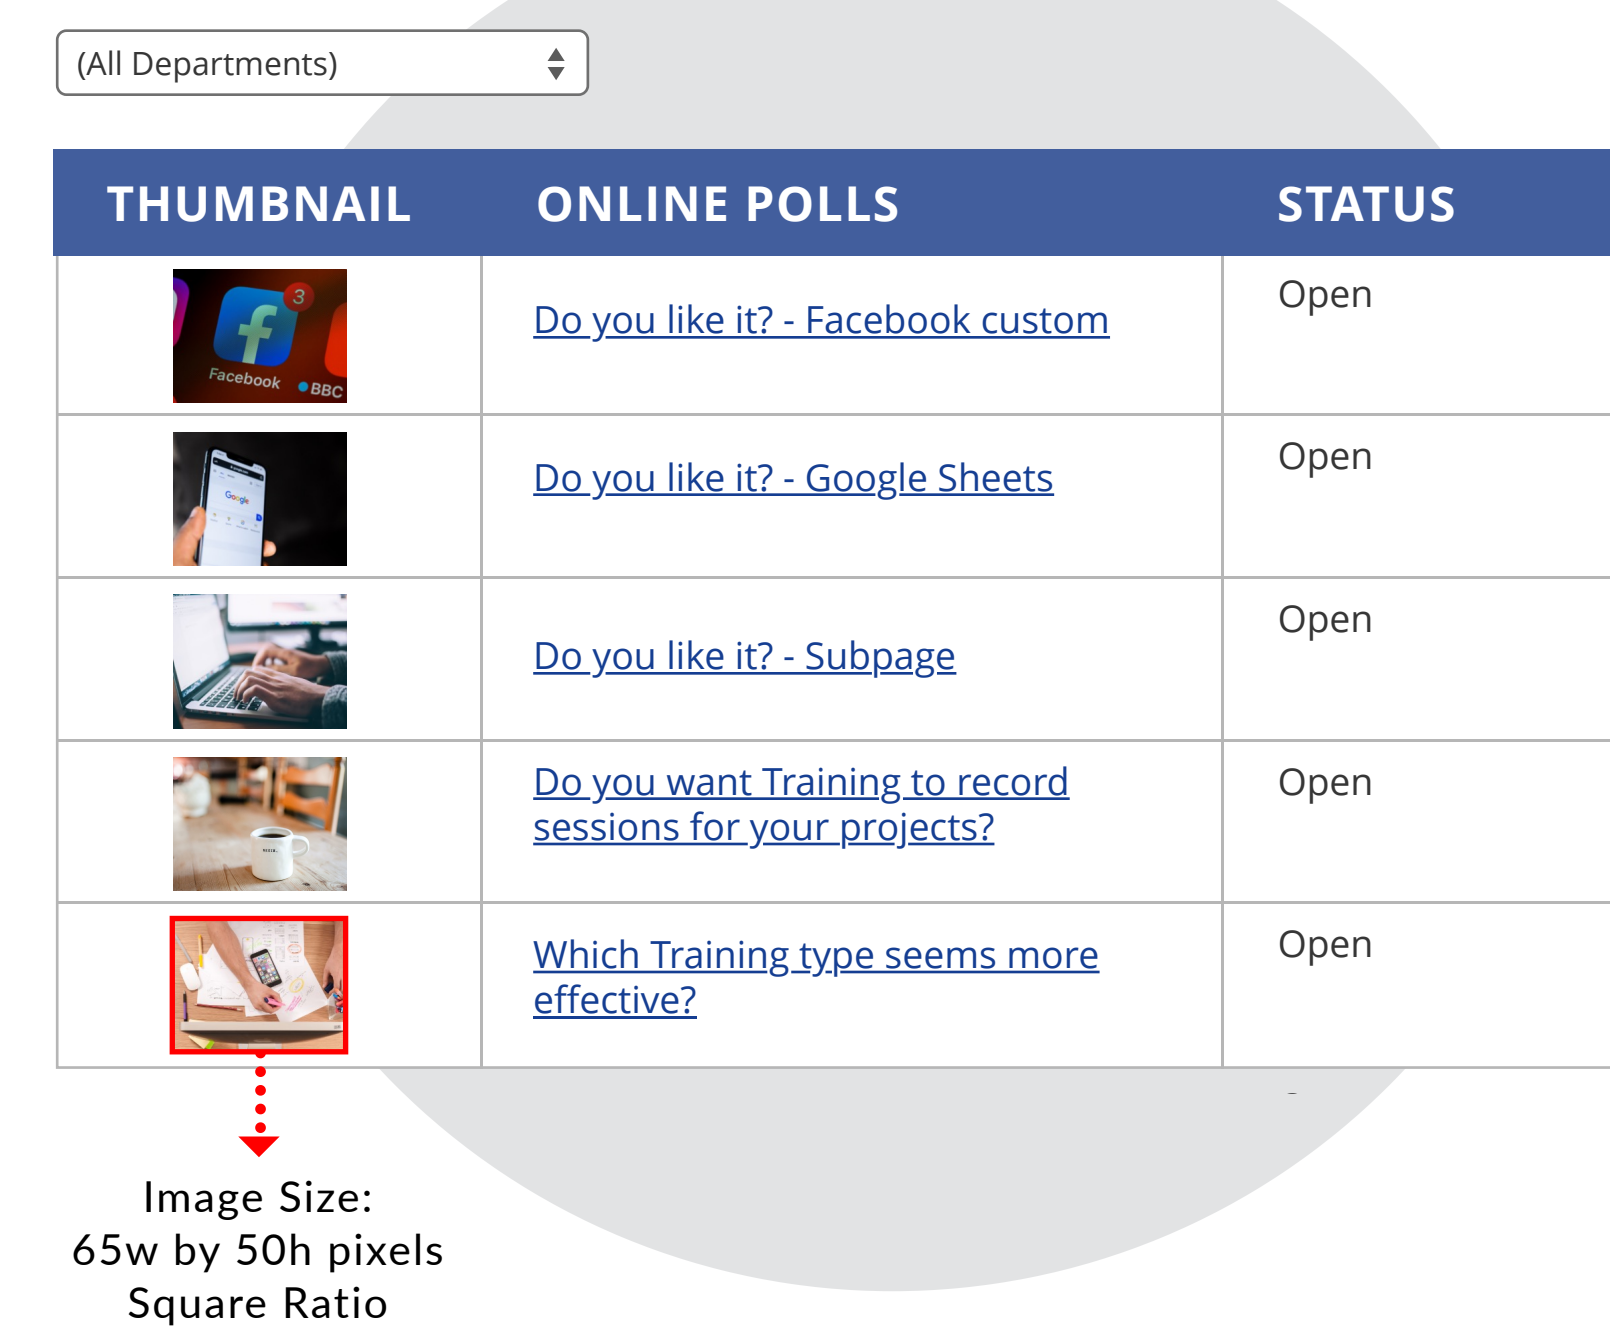 (All Departments)
THUMBNAIL ONLINE POLLS STATUS
3
Facebook
BBC
Do you like it? - Facebook custom
Open
Google
Do you like it? - Google Sheets
Open
Do you like it? - Subpage
Open
Do you want Training to record
sessions for your projects?
Open
Which Training type seems more
effective?
Open
Image Size:
65w by 50h pixels
Square Ratio